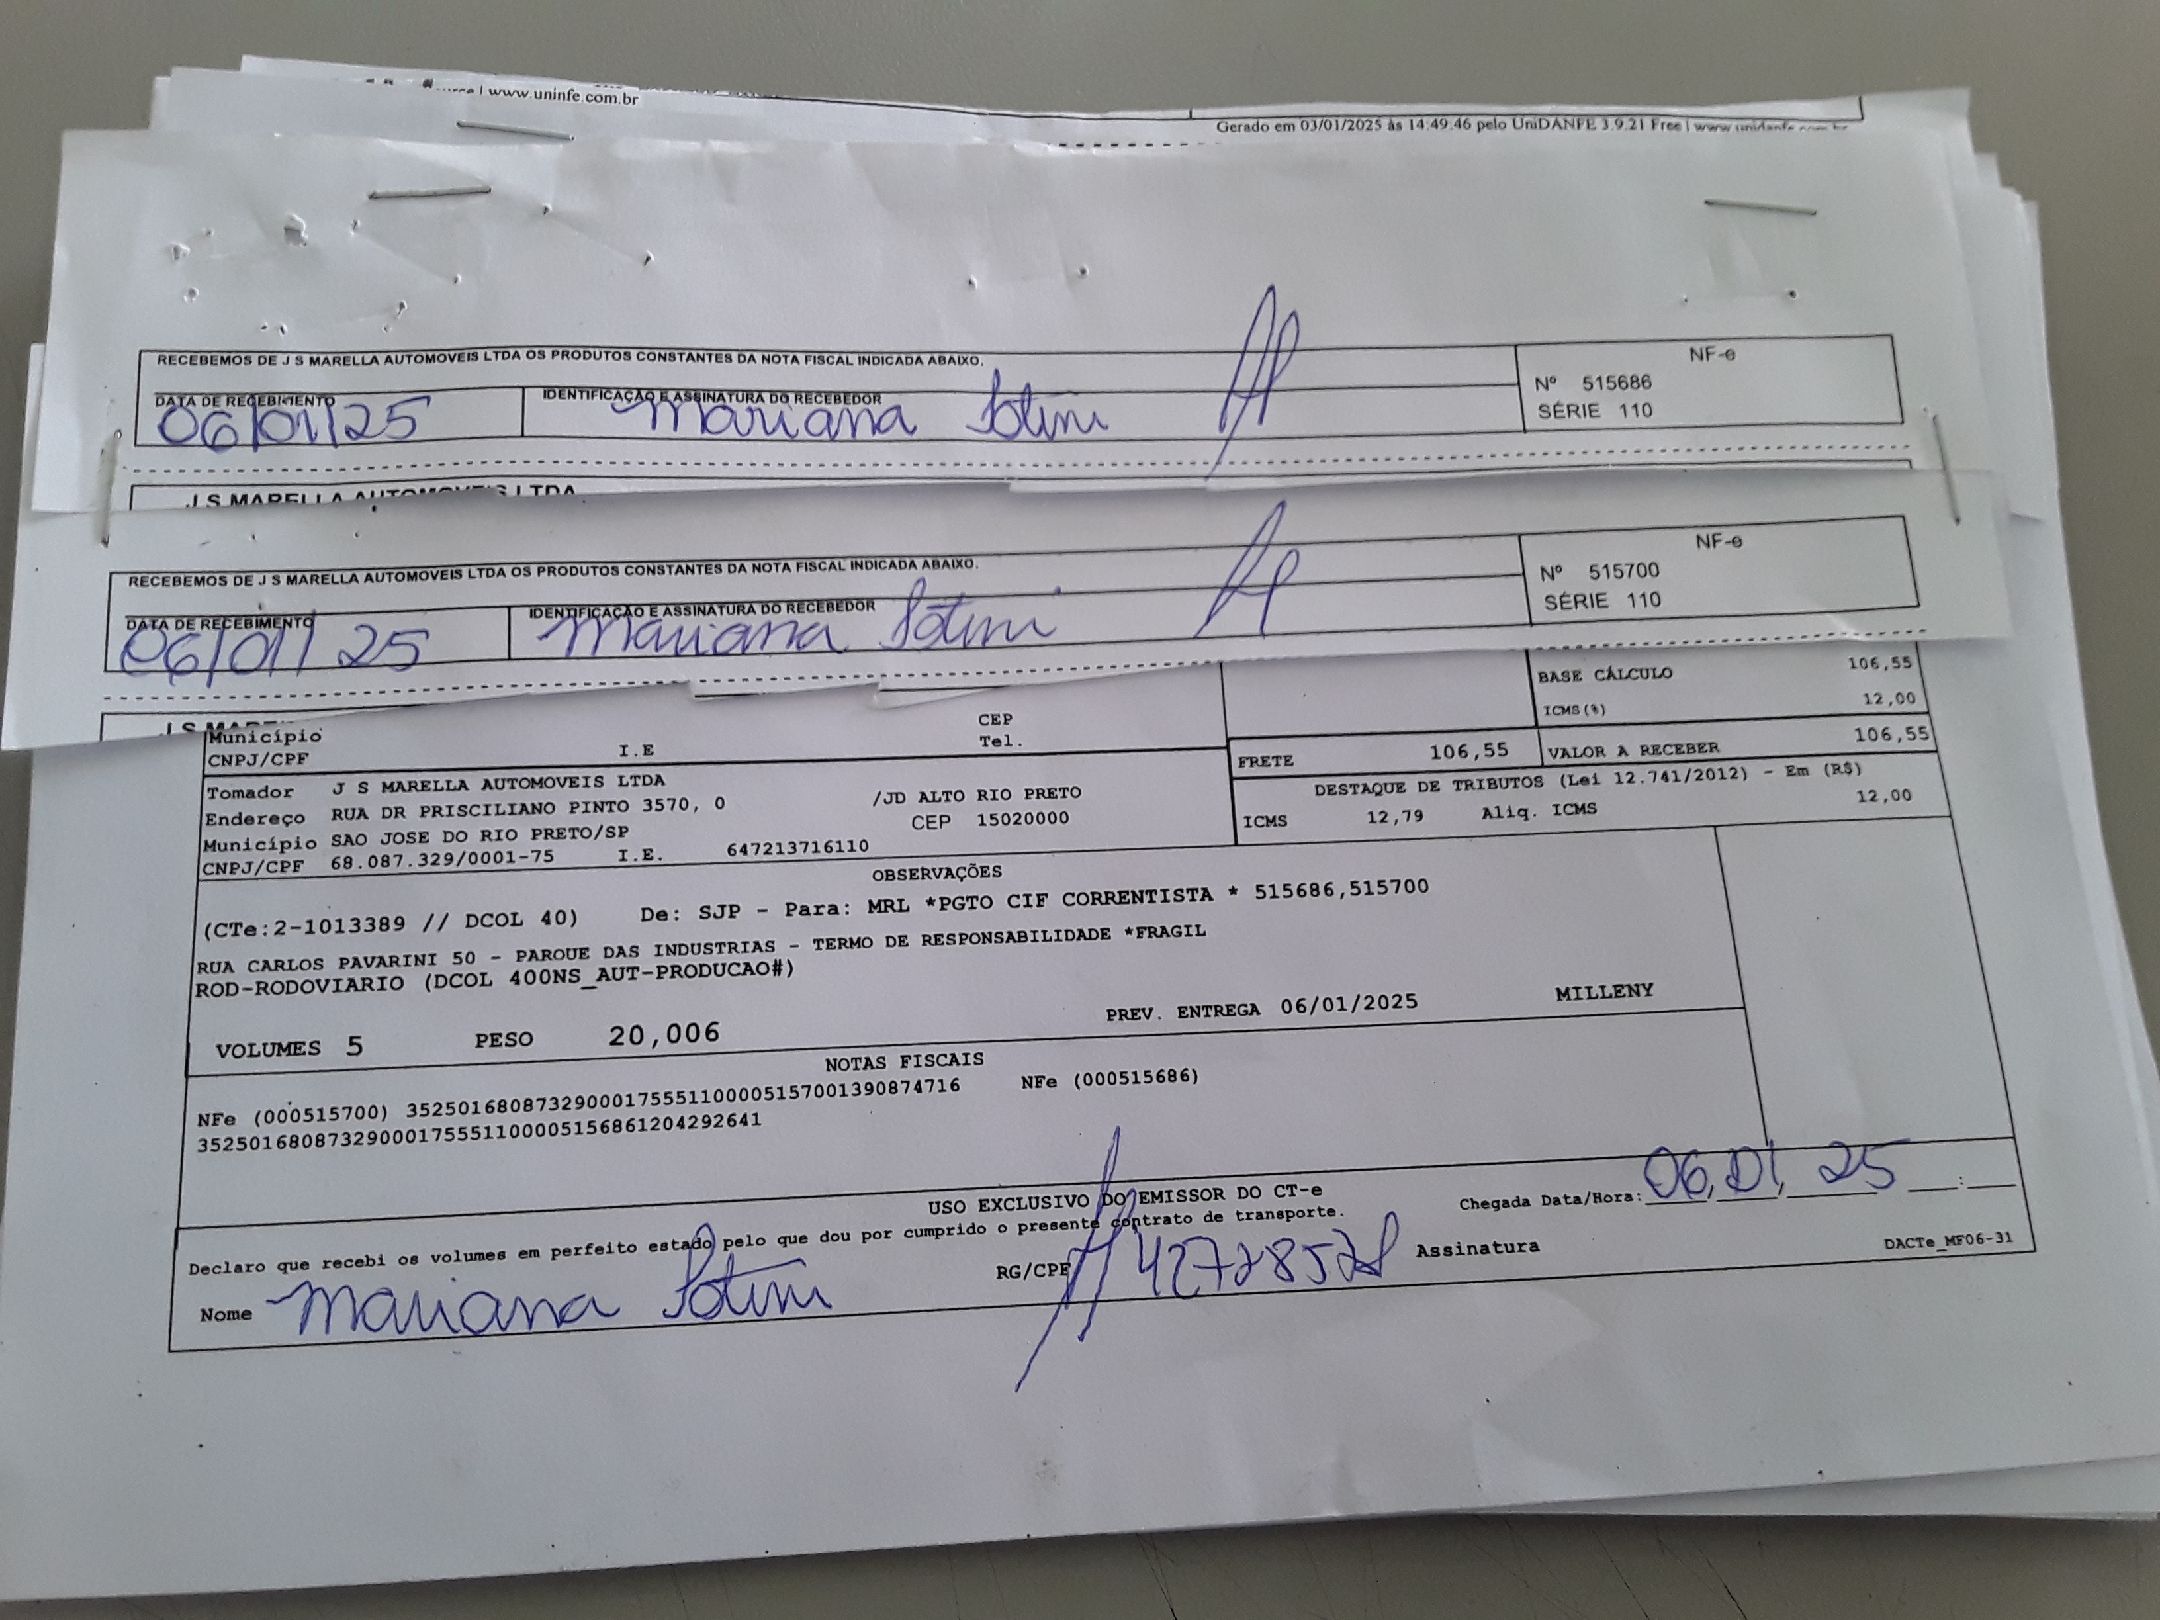 | www.uninfe.com.br
Gerado em 03/01/2025 às 14:49:46 pelo UniDANFE 3.9.21 Free | www.unidanfe.com.br
RECEBEMOS DE J S MARELLA AUTOMOVEIS LTDA OS PRODUTOS CONSTANTES DA NOTA FISCAL INDICADA ABAIXO.
NF-e
Nº 515686
SÉRIE 110
DATA DE RECEBIMENTO
IDENTIFICAÇÃO E ASSINATURA DO RECEBEDOR
06/01/25 Mariana
J S MARELLA AUTOMOVEIS LTDA
RECEBEMOS DE J S MARELLA AUTOMOVEIS LTDA OS PRODUTOS CONSTANTES DA NOTA FISCAL INDICADA ABAIXO.
NF-e
Nº 515700
SÉRIE 110
DATA DE RECEBIMENTO
IDENTIFICAÇÃO E ASSINATURA DO RECEBEDOR
06/01/25 Mariana
J S
BASE CÁLCULO 106,55
ICMS(%) 12,00
Município CEP
CNPJ/CPF I.E Tel.
FRETE 106,55 VALOR A RECEBER 106,55
Tomador J S MARELLA AUTOMOVEIS LTDA
Endereço RUA DR PRISCILIANO PINTO 3570, 0 /JD ALTO RIO PRETO
Município SAO JOSE DO RIO PRETO/SP CEP 15020000
CNPJ/CPF 68.087.329/0001-75 I.E. 647213716110
DESTAQUE DE TRIBUTOS (Lei 12.741/2012) - Em (R$)
ICMS 12,79 Aliq. ICMS 12,00
OBSERVAÇÕES
(CTe:2-1013389 // DCOL 40) De: SJP - Para: MRL *PGTO CIF CORRENTISTA * 515686,515700
RUA CARLOS PAVARINI 50 - PARQUE DAS INDUSTRIAS - TERMO DE RESPONSABILIDADE *FRAGIL
ROD-RODOVIARIO (DCOL 400NS_AUT-PRODUCAO#)
VOLUMES 5 PESO 20,006 PREV. ENTREGA 06/01/2025 MILLENY
NOTAS FISCAIS
NFe (000515700) 35250168087329000175551100005157001390874716 NFe (000515686)
35250168087329000175551100005156861204292641
USO EXCLUSIVO DO EMISSOR DO CT-e
Chegada Data/Hora: 06, 01, 25 __:__
Declaro que recebi os volumes em perfeito estado pelo que dou por cumprido o presente contrato de transporte.
Nome Mariana RG/CPF Assinatura
DACTe_MF06-31